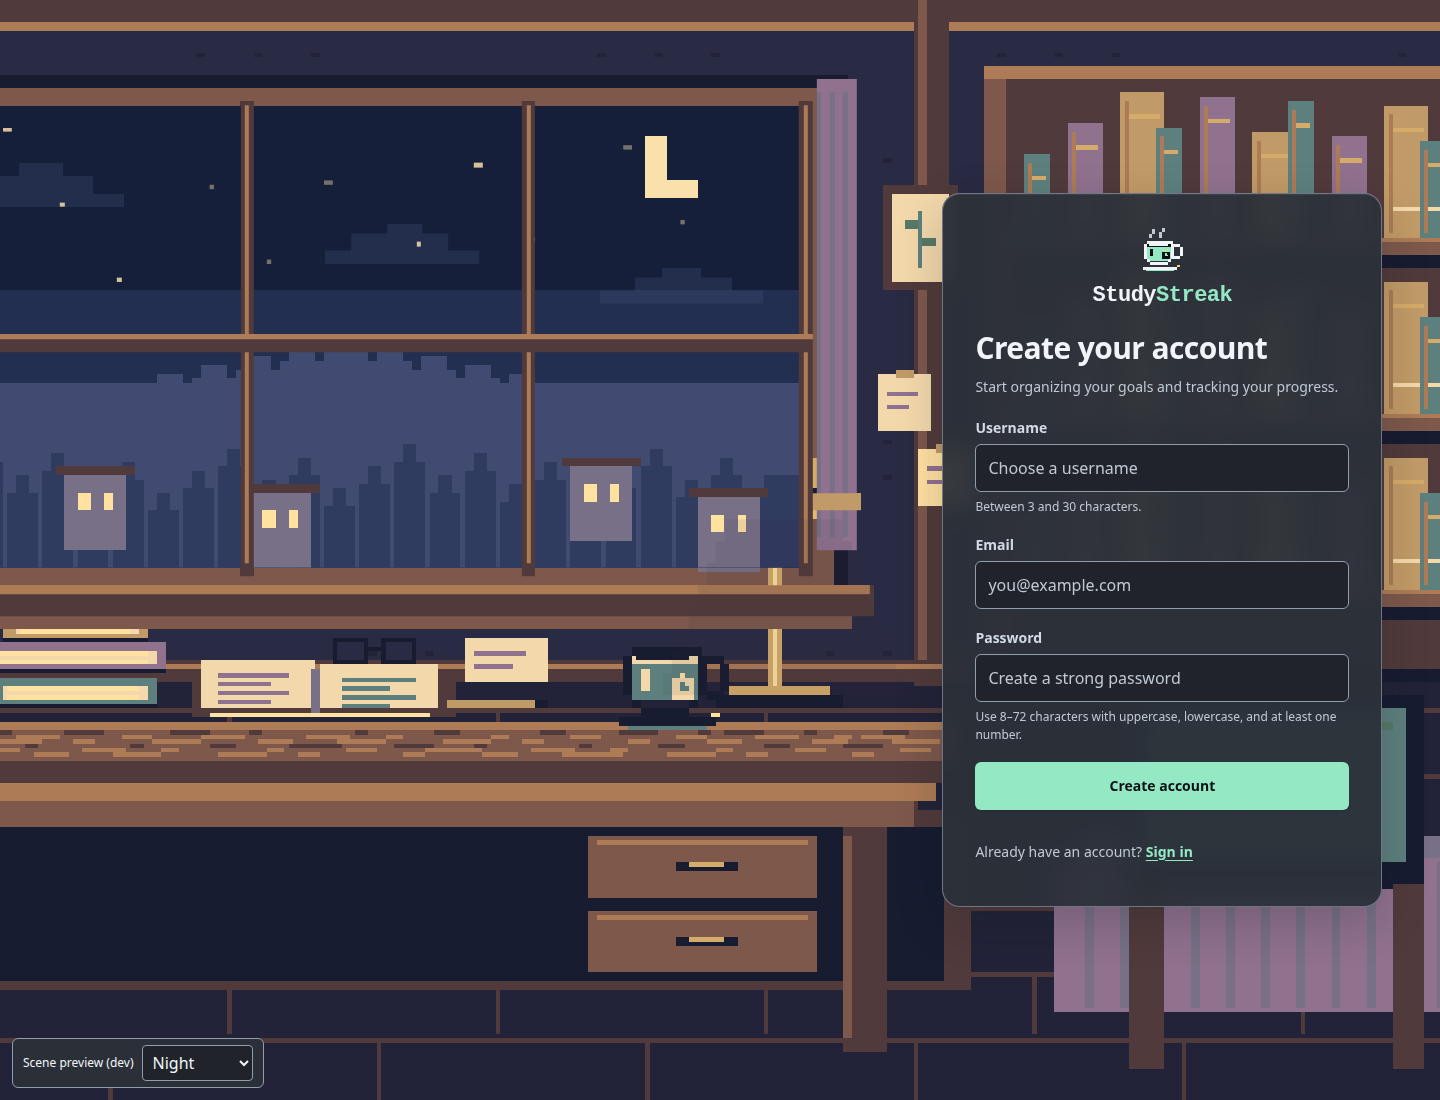 StudyStreak
Create your account
Start organizing your goals and tracking your progress.
Username
Choose a username
Between 3 and 30 characters.
Email
you@example.com
Password
Create a strong password
Use 8–72 characters with uppercase, lowercase, and at least one
number.
Create account
Already have an account? Sign in
Scene preview (dev) Night